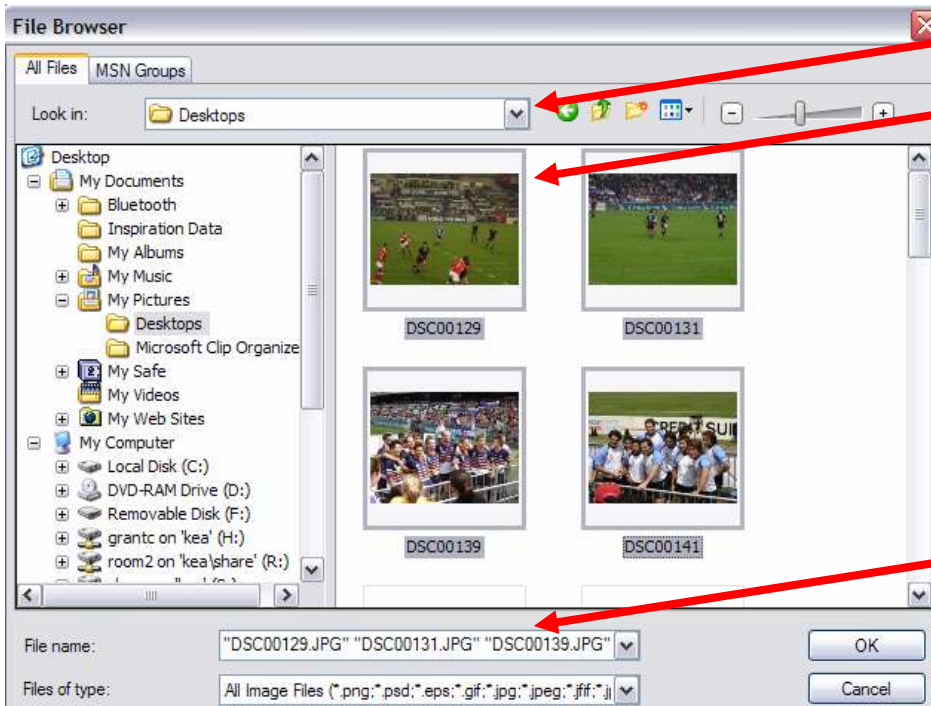 File Browser
All Files MSN Groups
Look in: Desktops
Desktop
My Documents
Bluetooth
Inspiration Data
My Albums
My Music
My Pictures
Desktops
Microsoft Clip Organize
My Safe
My Videos
My Web Sites
My Computer
Local Disk (C:)
DVD-RAM Drive (D:)
Removable Disk (F:)
grantc on 'kea' (H:)
room2 on 'kea\share' (R:)
DSC00129 DSC00131
CREDIT SUI
DSC00139 DSC00141
File name: "DSC00129.JPG" "DSC00131.JPG" "DSC00139.JPG" OK
Files of type: All Image Files (*.png;*.psd;*.eps;*.gif;*.jpg;*.jpeg;*.jfif;*.j Cancel